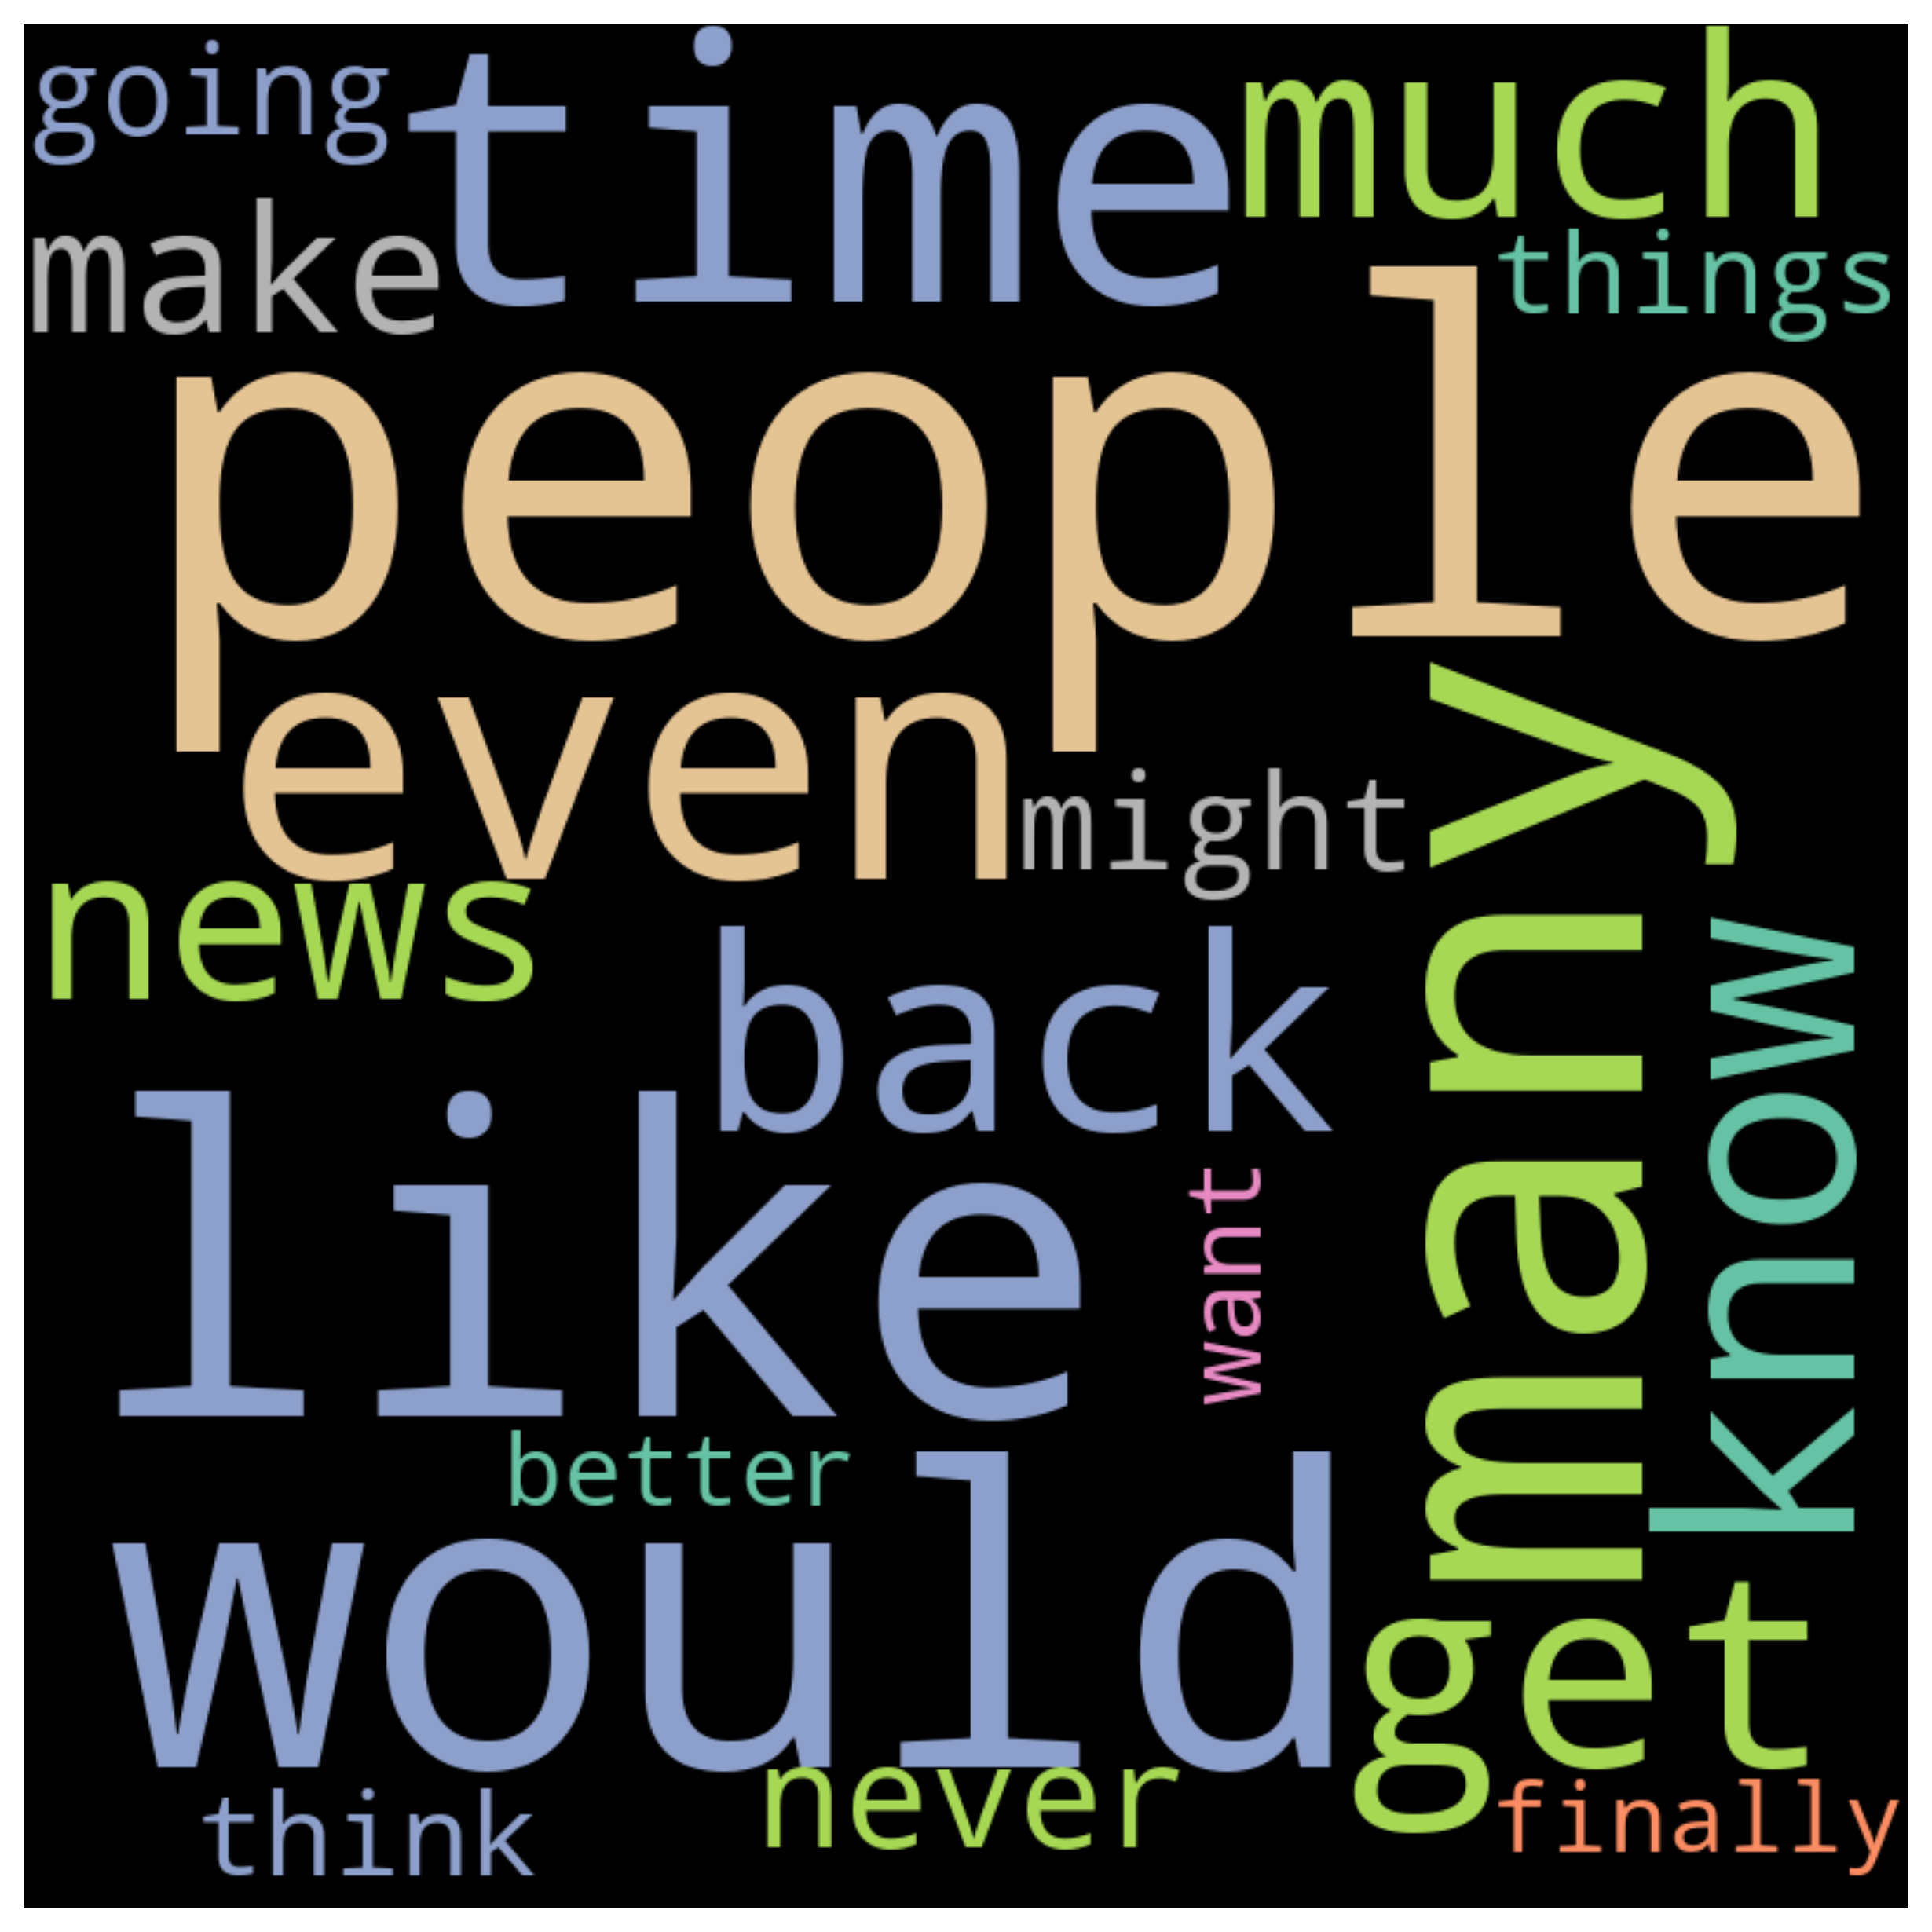 going
time
much
make
things
people
even
might
many
news
back
know
like
want
better
would
get
never
think
finally